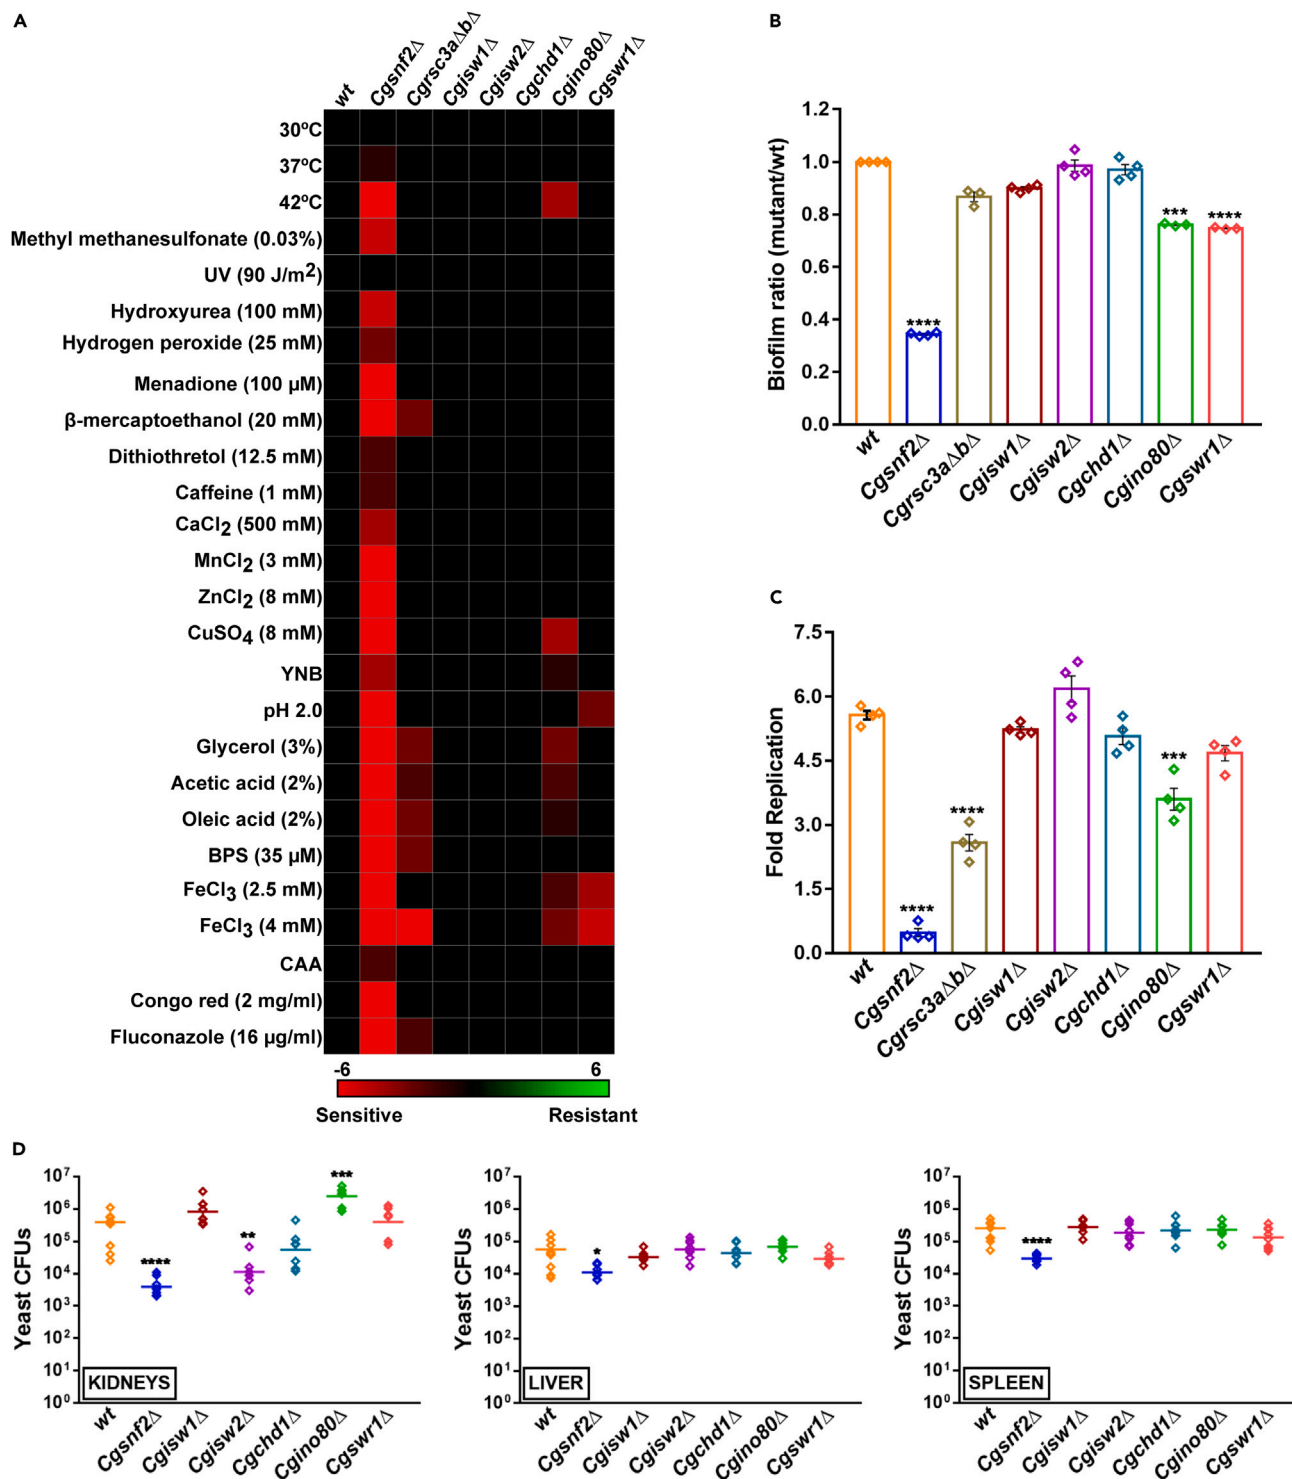 A
wt Cgsnf2Δ Cgrsc3aΔbΔ Cgisw1Δ Cgisw2Δ Cgchd1Δ Cgino80Δ Cgswr1Δ
30ºC
37ºC
42ºC
Methyl methanesulfonate (0.03%)
UV (90 J/m2)
Hydroxyurea (100 mM)
Hydrogen peroxide (25 mM)
Menadione (100 µM)
β-mercaptoethanol (20 mM)
Dithiothretol (12.5 mM)
Caffeine (1 mM)
CaCl2 (500 mM)
MnCl2 (3 mM)
ZnCl2 (8 mM)
CuSO4 (8 mM)
YNB
pH 2.0
Glycerol (3%)
Acetic acid (2%)
Oleic acid (2%)
BPS (35 µM)
FeCl3 (2.5 mM)
FeCl3 (4 mM)
CAA
Congo red (2 mg/ml)
Fluconazole (16 µg/ml)
-6 6
Sensitive Resistant
B
Biofilm ratio (mutant/wt)
1.2
1.0
0.8
0.6
0.4
0.2
0.0
**** *** ****
wt Cgsnf2Δ Cgrsc3aΔbΔ Cgisw1Δ Cgisw2Δ Cgchd1Δ Cgino80Δ Cgswr1Δ
C
Fold Replication
7.5
6.0
4.5
3.0
1.5
0.0
**** **** ***
wt Cgsnf2Δ Cgrsc3aΔbΔ Cgisw1Δ Cgisw2Δ Cgchd1Δ Cgino80Δ Cgswr1Δ
D
Yeast CFUs
10^7
10^6
10^5
10^4
10^3
10^2
10^1
10^0
**** ** ***
KIDNEYS
wt Cgsnf2Δ Cgisw1Δ Cgisw2Δ Cgchd1Δ Cgino80Δ Cgswr1Δ
Yeast CFUs
10^7
10^6
10^5
10^4
10^3
10^2
10^1
10^0
*
LIVER
wt Cgsnf2Δ Cgisw1Δ Cgisw2Δ Cgchd1Δ Cgino80Δ Cgswr1Δ
Yeast CFUs
10^7
10^6
10^5
10^4
10^3
10^2
10^1
10^0
****
SPLEEN
wt Cgsnf2Δ Cgisw1Δ Cgisw2Δ Cgchd1Δ Cgino80Δ Cgswr1Δ